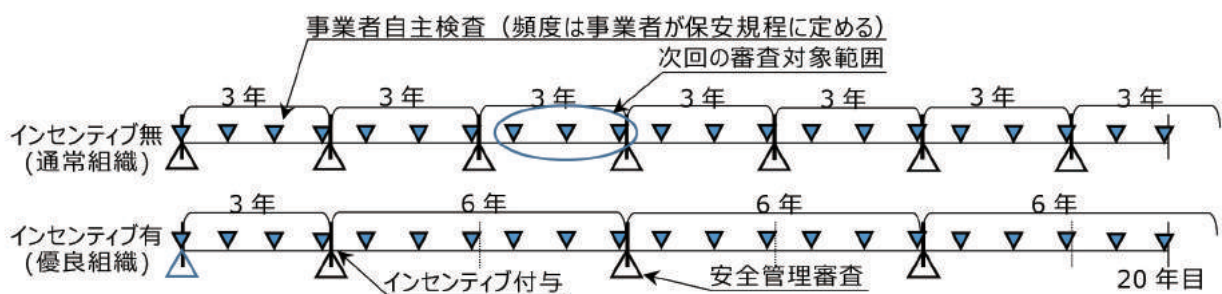 事業者自主検査（頻度は事業者が保安規程に定める）
次回の審査対象範囲
3年 3年 3年 3年 3年 3年 3年
インセンティブ無
(通常組織)
3年 6年 6年 6年
インセンティブ有
(優良組織)
インセンティブ付与 安全管理審査 20年目